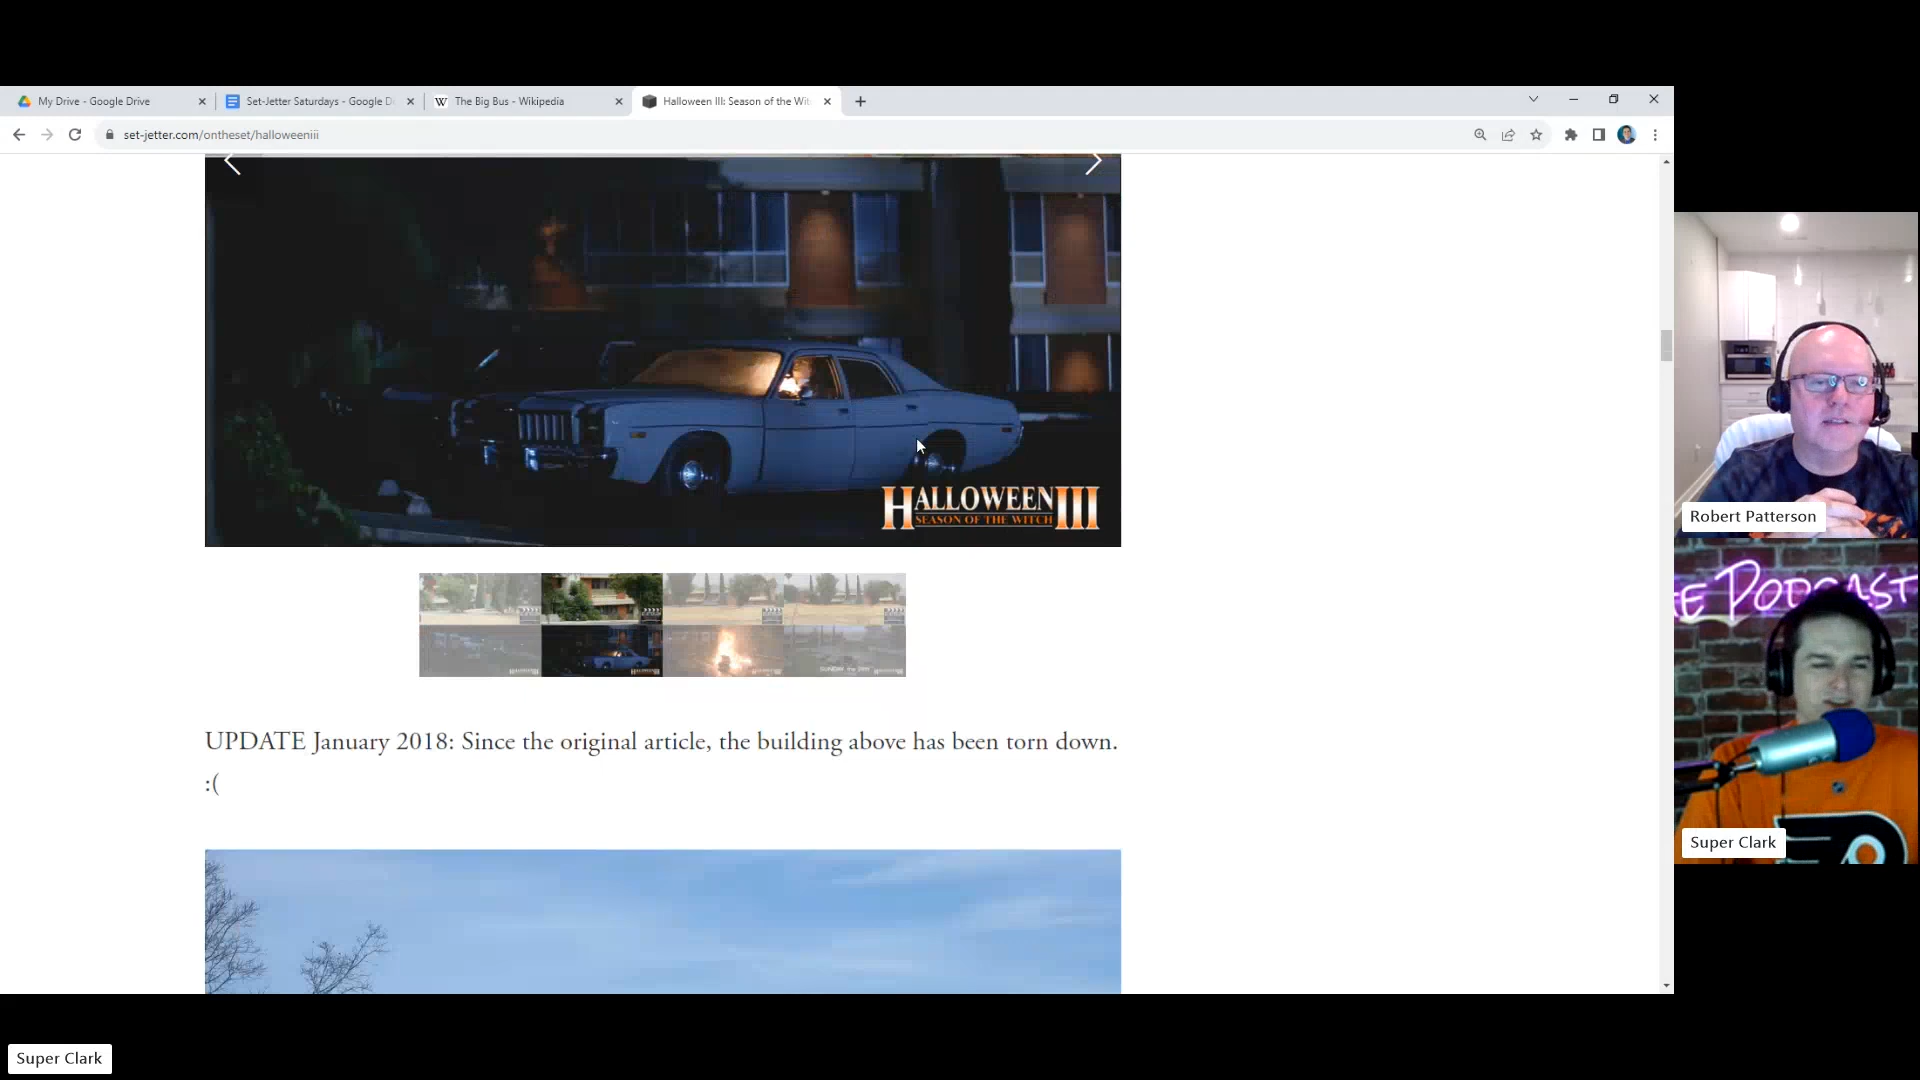 My Drive - Google Drive
Set-Jetter Saturdays - Google D
The Big Bus - Wikipedia
Halloween III: Season of the Wit
set-jetter.com/ontheset/halloweeniii
HALLOWEEN III
SEASON OF THE WITCH
UPDATE January 2018: Since the original article, the building above has been torn down.
:(
Robert Patterson
E PODCAST
Super Clark
Super Clark